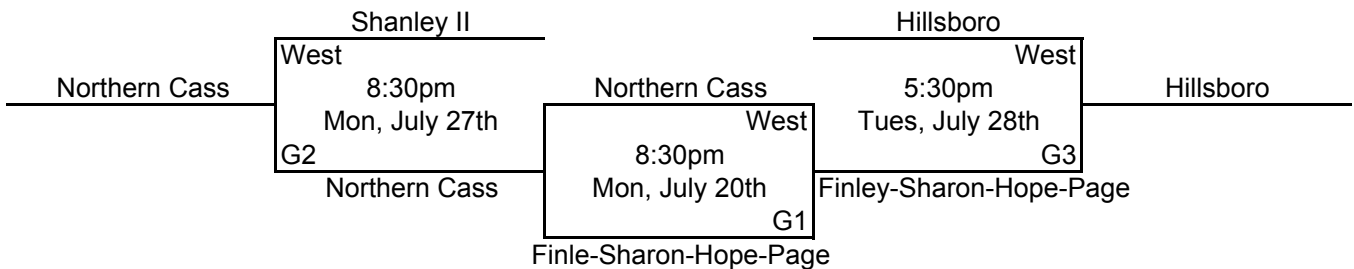 Shanley II
Hillsboro
West
West
Northern Cass
8:30pm
Northern Cass
5:30pm
Hillsboro
Mon, July 27th
West
Tues, July 28th
G2
8:30pm
G3
Northern Cass
Mon, July 20th
Finley-Sharon-Hope-Page
G1
Finle-Sharon-Hope-Page